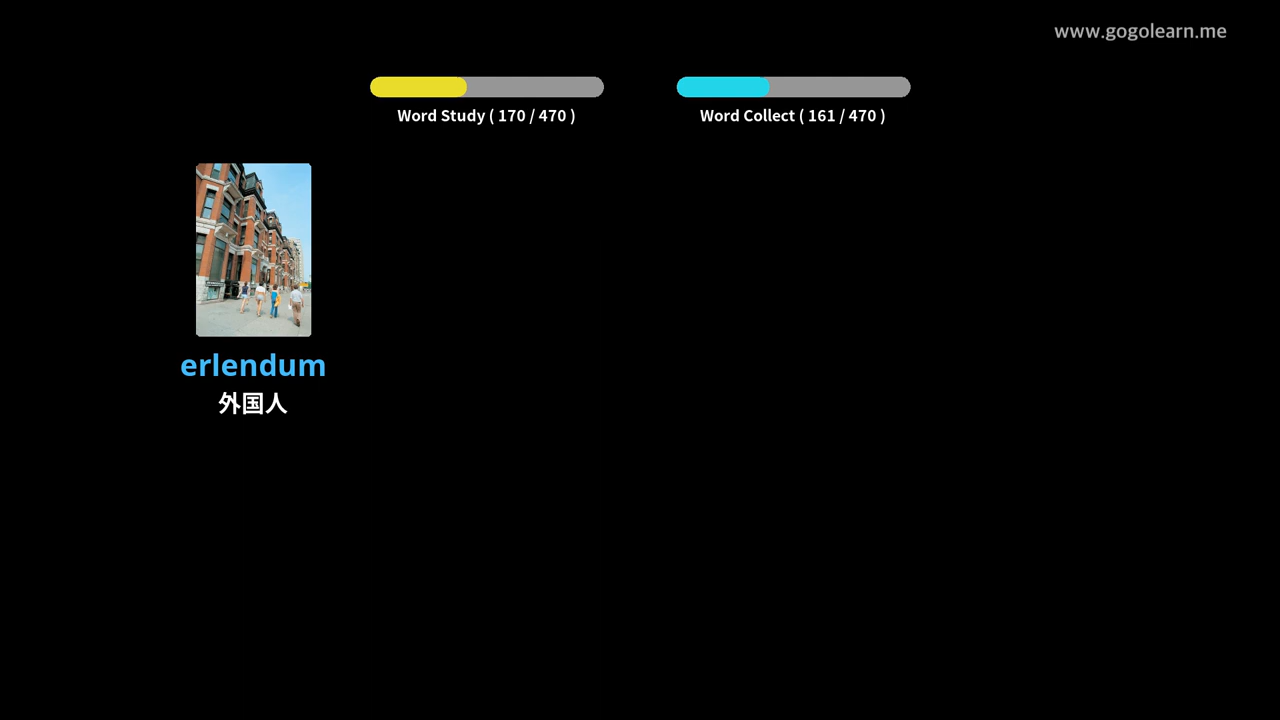 www.gogolearn.me
Word Study ( 170 / 470 )
Word Collect ( 161 / 470 )
erlendum
外国人